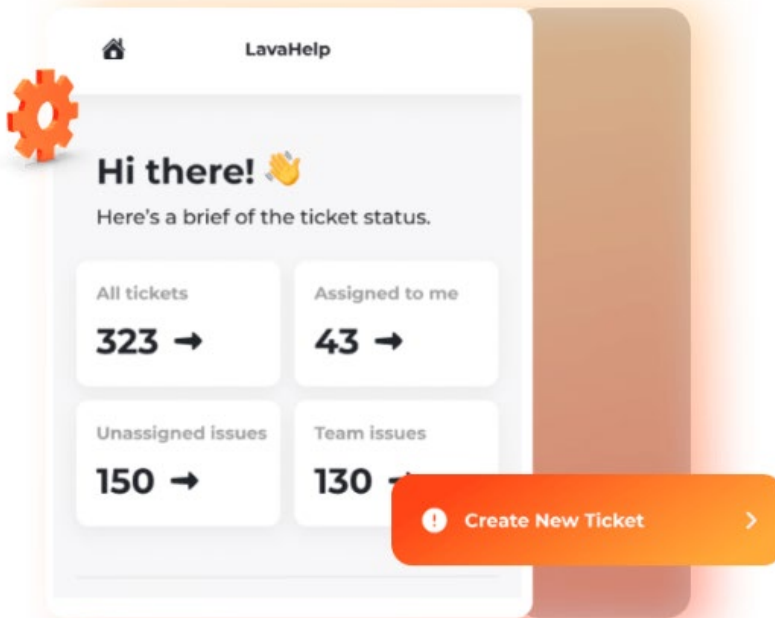 LavaHelp
Hi there! 👋
Here's a brief of the ticket status.
All tickets
323 →
Assigned to me
43 →
Unassigned issues
150 →
Team issues
130
Create New Ticket